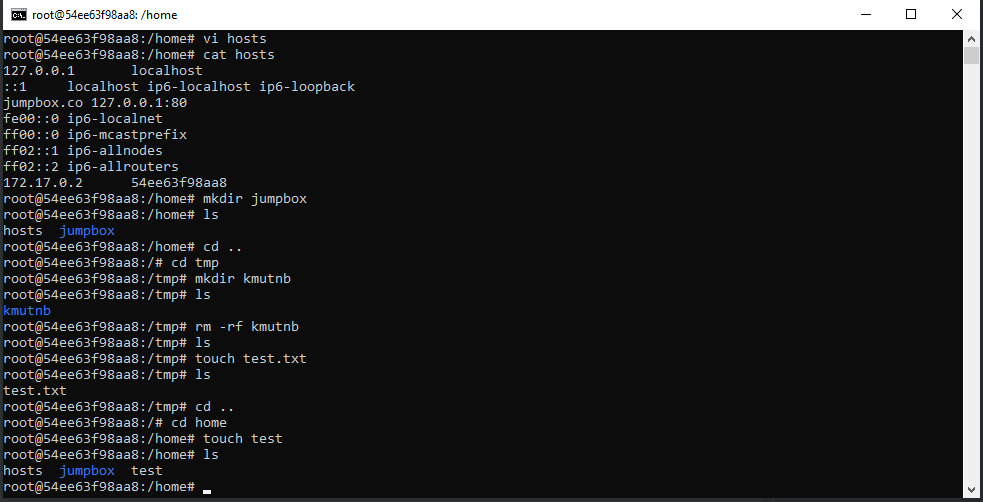 root@54ee63f98aa8: /home
root@54ee63f98aa8:/home# vi hosts
root@54ee63f98aa8:/home# cat hosts
127.0.0.1       localhost
::1     localhost ip6-localhost ip6-loopback
jumpbox.co 127.0.0.1:80
fe00::0 ip6-localnet
ff00::0 ip6-mcastprefix
ff02::1 ip6-allnodes
ff02::2 ip6-allrouters
172.17.0.2      54ee63f98aa8
root@54ee63f98aa8:/home# mkdir jumpbox
root@54ee63f98aa8:/home# ls
hosts  jumpbox
root@54ee63f98aa8:/home# cd ..
root@54ee63f98aa8:/# cd tmp
root@54ee63f98aa8:/tmp# mkdir kmutnb
root@54ee63f98aa8:/tmp# ls
kmutnb
root@54ee63f98aa8:/tmp# rm -rf kmutnb
root@54ee63f98aa8:/tmp# ls
root@54ee63f98aa8:/tmp# touch test.txt
root@54ee63f98aa8:/tmp# ls
test.txt
root@54ee63f98aa8:/tmp# cd ..
root@54ee63f98aa8:/# cd home
root@54ee63f98aa8:/home# touch test
root@54ee63f98aa8:/home# ls
hosts  jumpbox  test
root@54ee63f98aa8:/home#